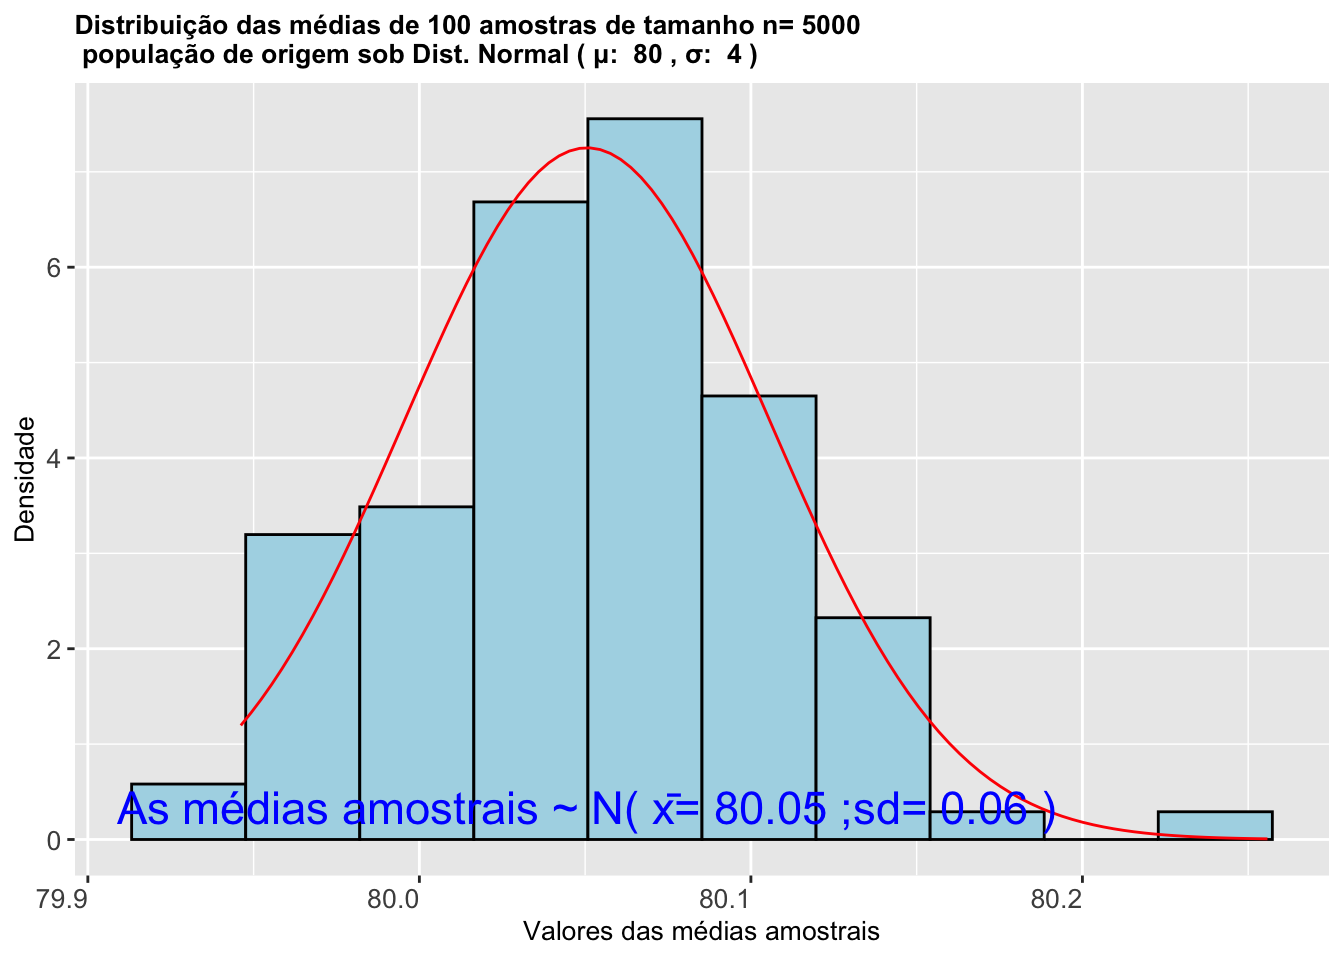 Distribuição das médias de 100 amostras de tamanho n= 5000
população de origem sob Dist. Normal ( μ:  80 , σ:  4 )
Densidade
6
4
2
0
As médias amostrais ~ N( x̄= 80.05 ;sd= 0.06 )
79.9 80.0 80.1 80.2
Valores das médias amostrais